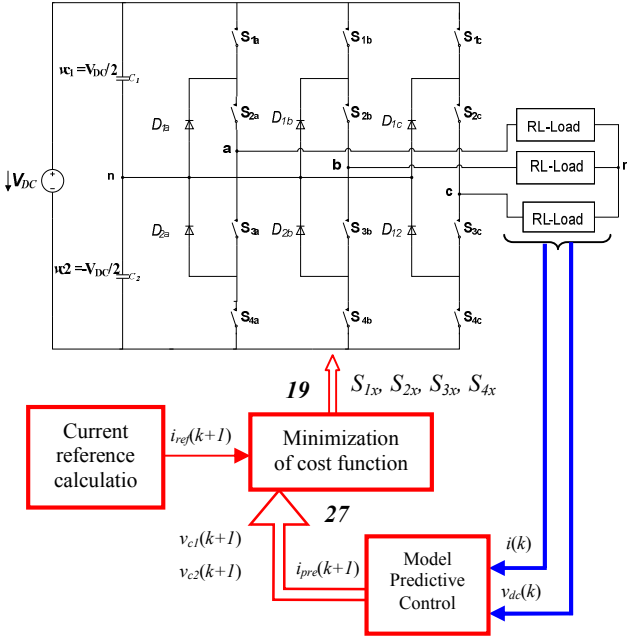 S1a
S1b
S1c
vc1 =VDC/2
C1
D1a
S2a
D1b
S2b
D1c
S2c
RL-Load
a
RL-Load
b
n
VDC
n
c
RL-Load
D2a
S3a
D2b
S3b
D12
S3c
vc2=-VDC/2
C2
S4a
S4b
S4c
19
S1x, S2x, S3x, S4x
Current
reference
calculatio
iref(k+1)
Minimization
of cost function
27
vc1(k+1)
vc2(k+1)
ipre(k+1)
Model
Predictive
Control
i(k)
vdc(k)